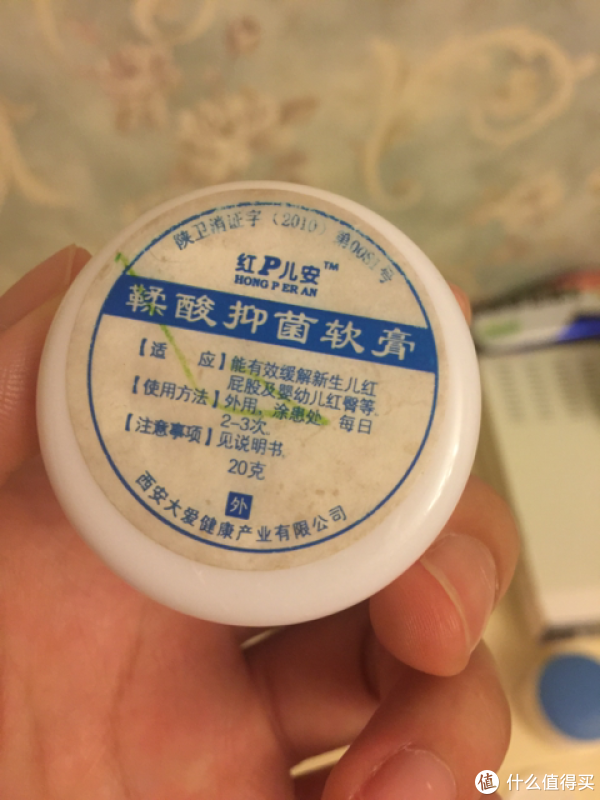 陕卫消证字（2010）第0081号
红P儿安™
HONG P ER AN
鞣酸抑菌软膏
【适 应】能有效缓解新生儿红
屁股及婴幼儿红臀等.
【使用方法】外用，涂患处，每日
2-3次.
【注意事项】见说明书.
20克
外
西安大爱健康产业有限公司
值 什么值得买